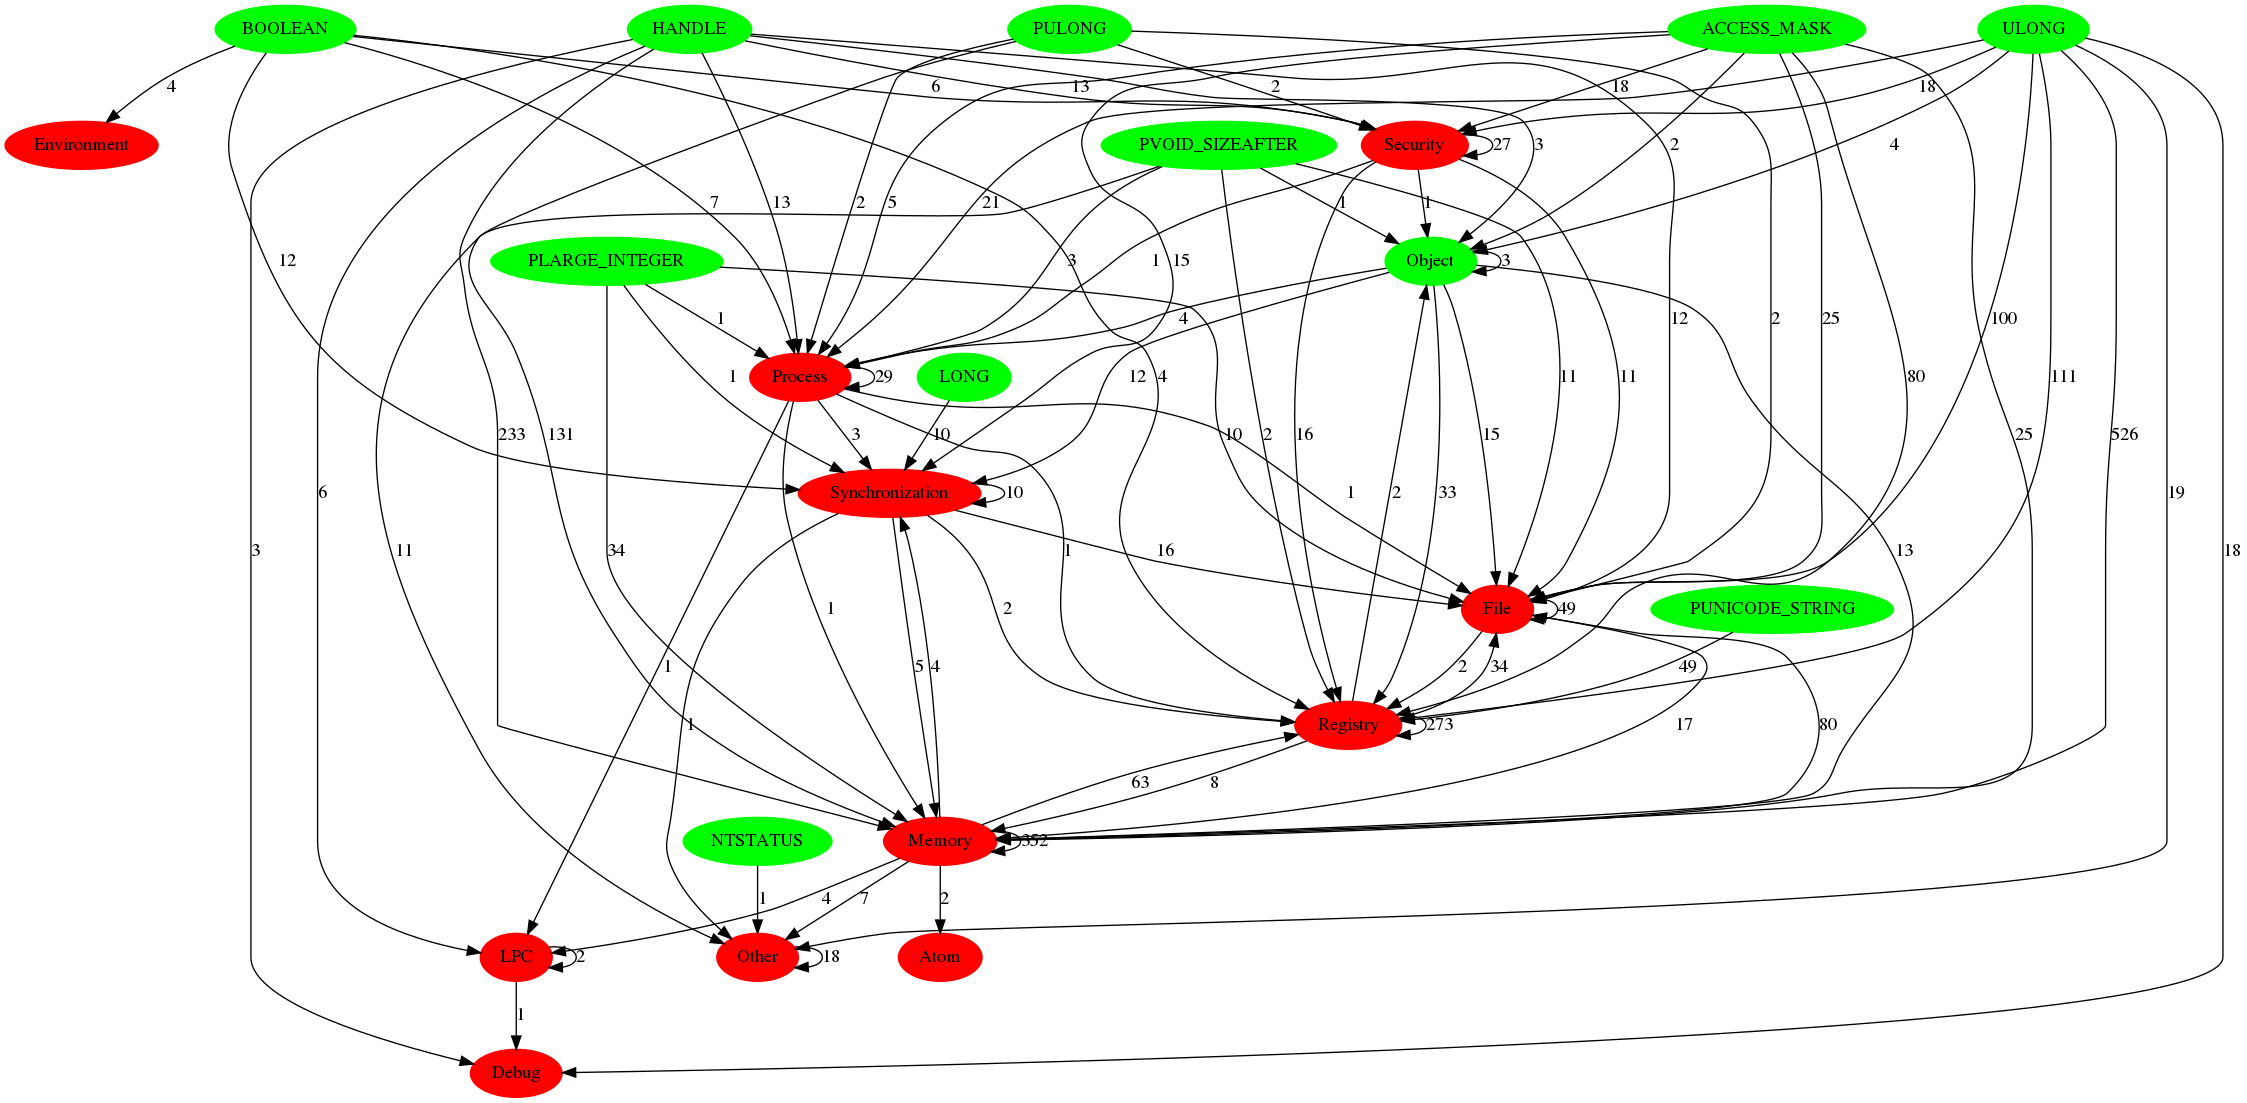 BOOLEAN HANDLE PULONG ACCESS_MASK ULONG
4 6 13 2 18 18
Environment PVOID_SIZEAFTER Security 27 3 2 4
7 13 2 5 21 1 1
12 PLARGE_INTEGER 3 1 15 Object 3
1 4 12 2 25 100
Process 29 LONG 1 12 4 11 11 80 111
233 131 3 10 10 2 16 33 15 13 25 526
Synchronization 10 6 1 2 19
3 11 34 1 16 13 18
1 2 File 49 PUNICODE_STRING
1 5 4 2 34 49
1 Registry 273 17 80
63 8
NTSTATUS Memory 352
1 4 7 2
LPC 2 Other 18 Atom
1
Debug